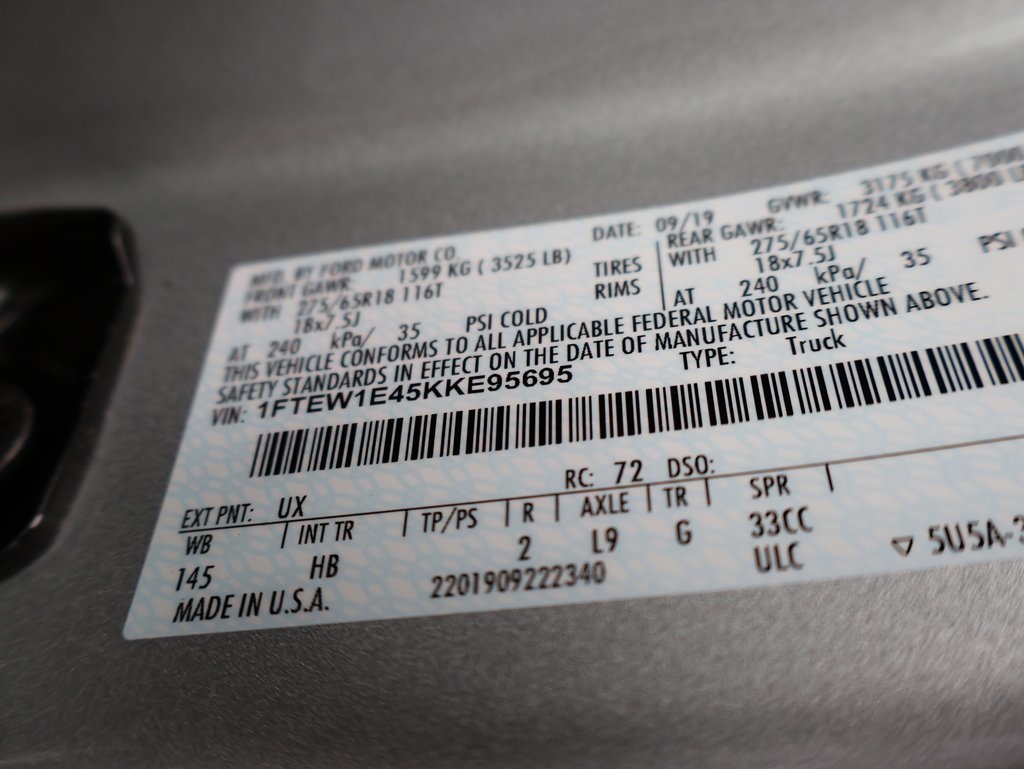 MFD. BY FORD MOTOR CO. DATE: 09/19 GVWR: 3175 KG ( 7000
FRONT GAWR: 1599 KG ( 3525 LB) REAR GAWR: 1724 KG ( 3800 L
WITH 275/65R18 116T TIRES WITH 275/65R18 116T
18x7.5J RIMS 18x7.5J
AT 240 kPa/ 35 PSI COLD AT 240 kPa/ 35 PSI
THIS VEHICLE CONFORMS TO ALL APPLICABLE FEDERAL MOTOR VEHICLE
SAFETY STANDARDS IN EFFECT ON THE DATE OF MANUFACTURE SHOWN ABOVE.
VIN: 1FTEW1E45KKE95695 TYPE: Truck
EXT PNT: UX RC: 72 DSO:
WB INT TR TP/PS R AXLE TR SPR
145 HB 2 L9 G 33CC
MADE IN U.S.A. 2201909222340 ULC ▽ 5U5A-3